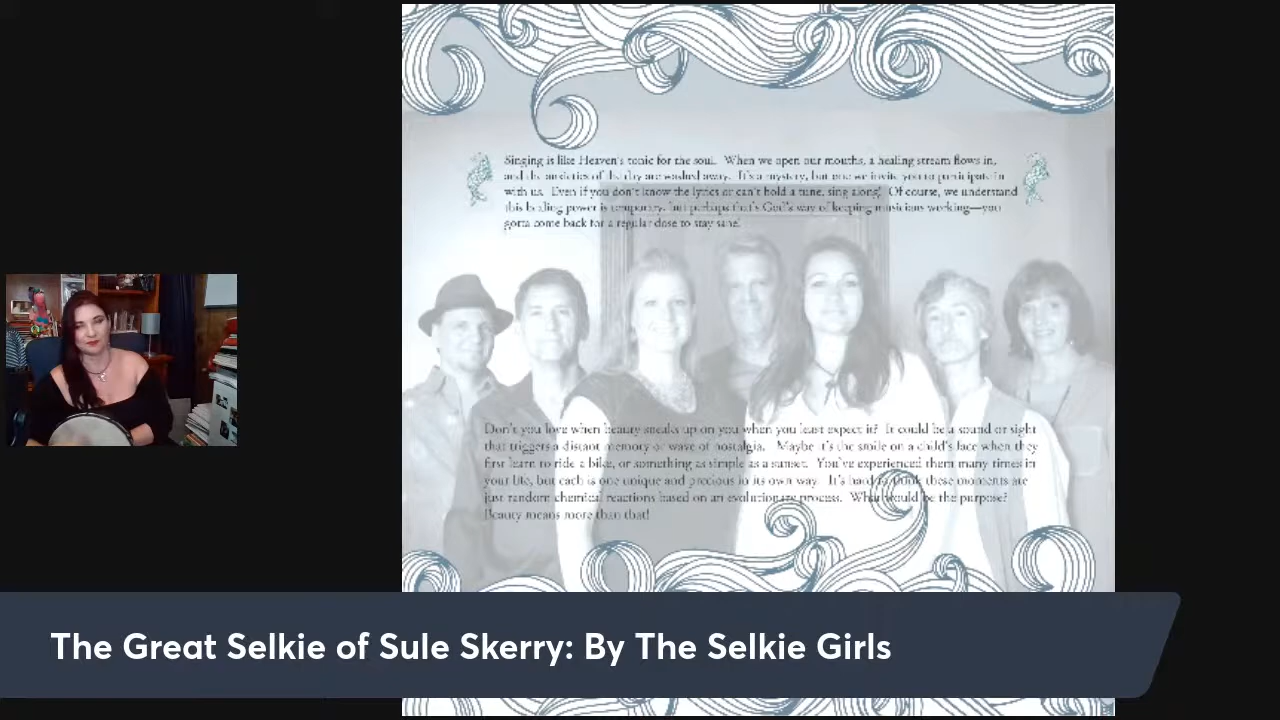 Singing is like Heaven's tonic for the soul. When we open our mouths, a healing stream flows in,
and the anxieties of the day are washed away. It's a mystery, but one we invite you to participate in
with us. Even if you don't know the lyrics or can't hold a tune, sing along! Of course, we understand
this healing power is temporary, but perhaps that's God's way of keeping musicians working—you
gotta come back for a regular dose to stay sane!
Don't you love when beauty sneaks up on you when you least expect it? It could be a sound or sight
that triggers a distant memory or wave of nostalgia. Maybe it's the smile on a child's face when they
first learn to ride a bike, or something as simple as a sunset. You've experienced them many times in
your life, but each is one unique and precious in its own way. It's hard to think these moments are
just random chemical reactions based on an evolutionary process. What would be the purpose?
Beauty means more than that!
The Great Selkie of Sule Skerry: By The Selkie Girls